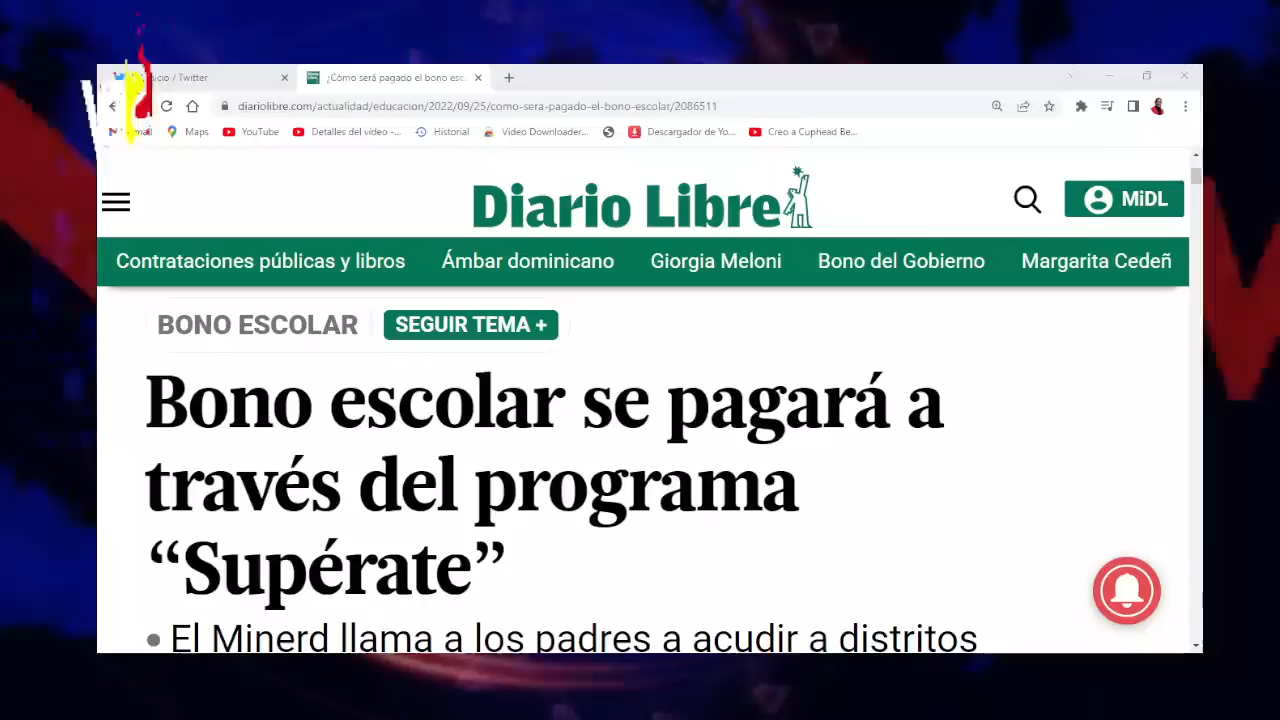 / Twitter
¿Cómo será pagado el bono esc
diariolibre.com/actualidad/educacion/2022/09/25/como-sera-pagado-el-bono-escolar/2086511
Maps
YouTube
Detalles del vídeo -...
Historial
Video Downloader...
Descargador de Yo...
Creo a Cuphead Be...
Diario Libre
MiDL
Contrataciones públicas y libros
Ámbar dominicano
Giorgia Meloni
Bono del Gobierno
Margarita Cedeñ
BONO ESCOLAR
SEGUIR TEMA +
Bono escolar se pagará a
través del programa
“Supérate”
• El Minerd llama a los padres a acudir a distritos